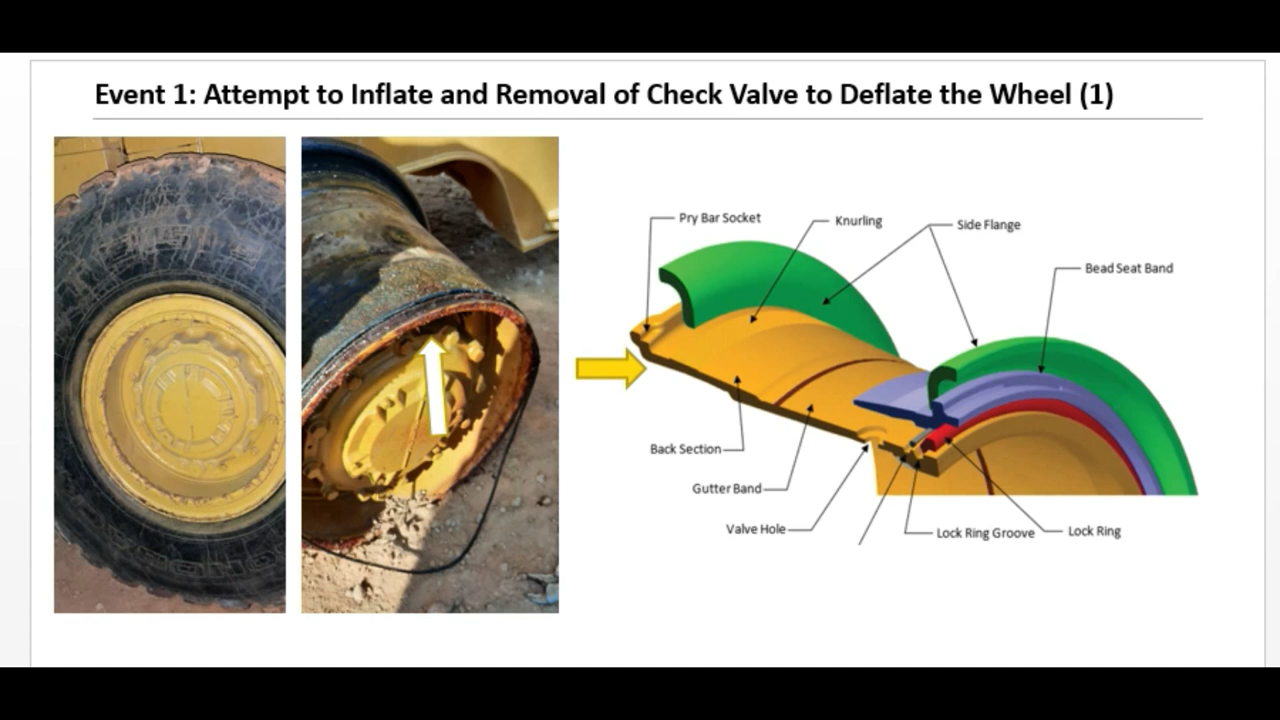 Event 1: Attempt to Inflate and Removal of Check Valve to Deflate the Wheel (1)
Pry Bar Socket
Knurling
Side Flange
Bead Seat Band
Back Section
Gutter Band
Valve Hole
Lock Ring Groove
Lock Ring